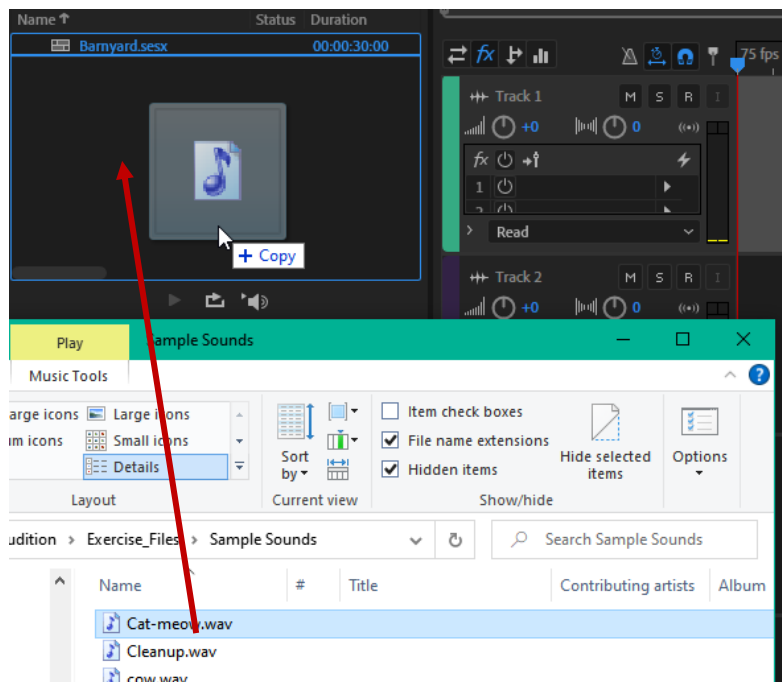 Name Status Duration
Barnyard.sesx 00:00:30:00
fx 75 fps
Track 1 M S R I
+0 0
fx
1
2
Read
Track 2 M S R I
+0 0
+ Copy
Play Sample Sounds
Music Tools
arge icons Large icons
um icons Small icons
Details
Sort by
Item check boxes
File name extensions
Hidden items
Hide selected items
Options
Layout Current view Show/hide
udition > Exercise_Files > Sample Sounds Search Sample Sounds
Name # Title Contributing artists Album
Cat-meow.wav
Cleanup.wav
cow.wav